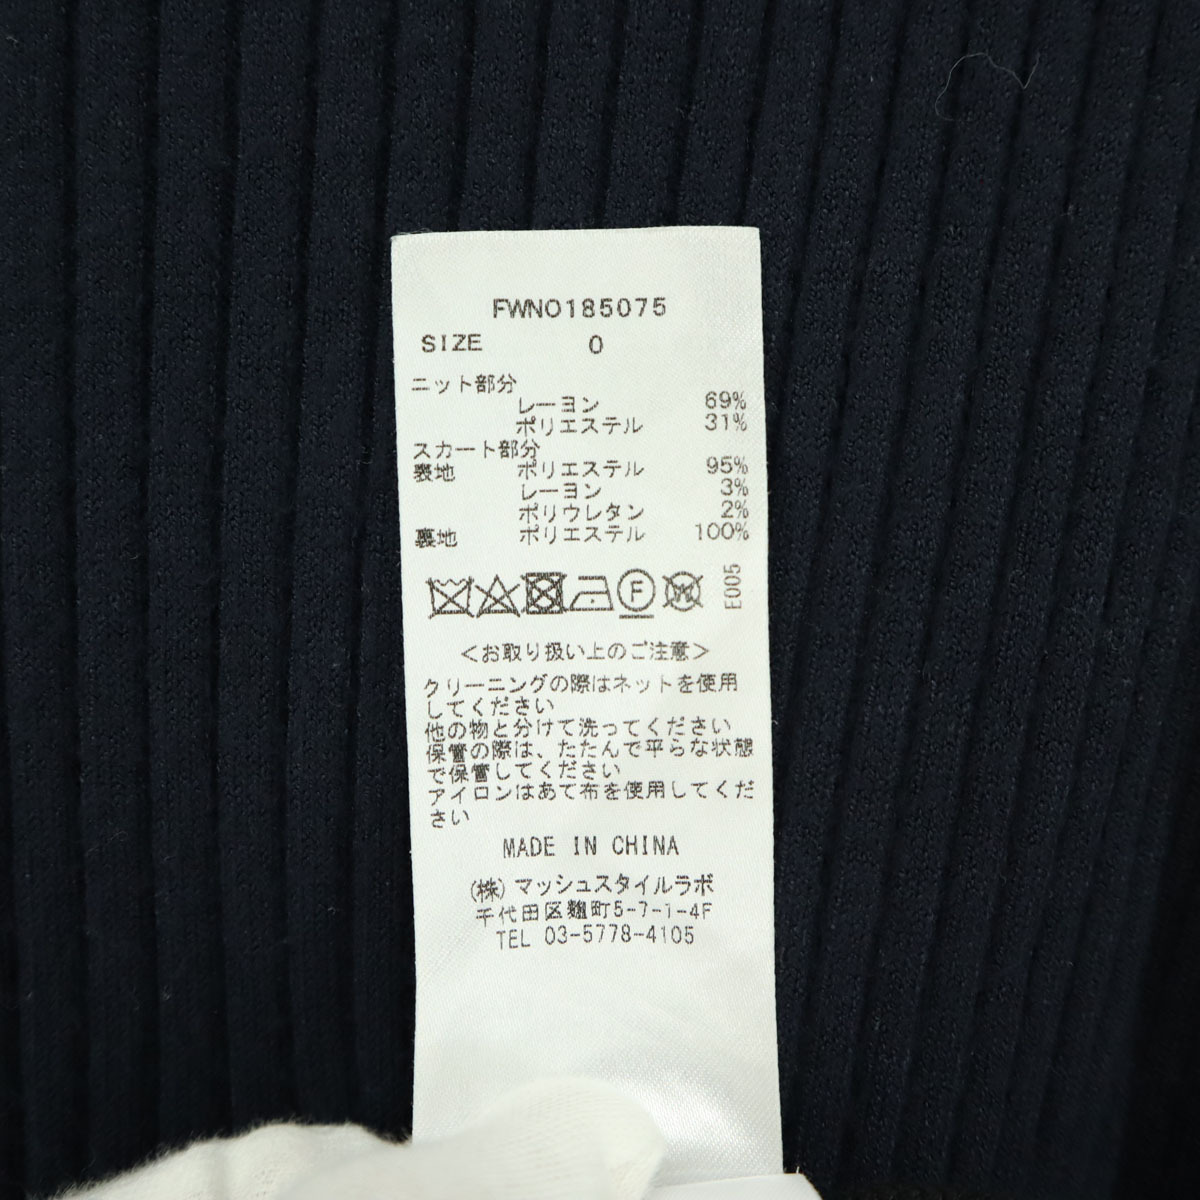 FWNO185075
SIZE 0
ニット部分
レーヨン 69%
ポリエステル 31%
スカート部分
裏地 ポリエステル 95%
レーヨン 3%
ポリウレタン 2%
裏地 ポリエステル 100%
F W E005
<お取り扱い上のご注意>
クリーニングの際はネットを使用
してください
他の物と分けて洗ってください
保管の際は、たたんで平らな状態
で保管してください
アイロンはあて布を使用してくだ
さい
MADE IN CHINA
(株)マッシュスタイルラボ
千代田区麹町5-7-1-4F
TEL 03-5778-4105